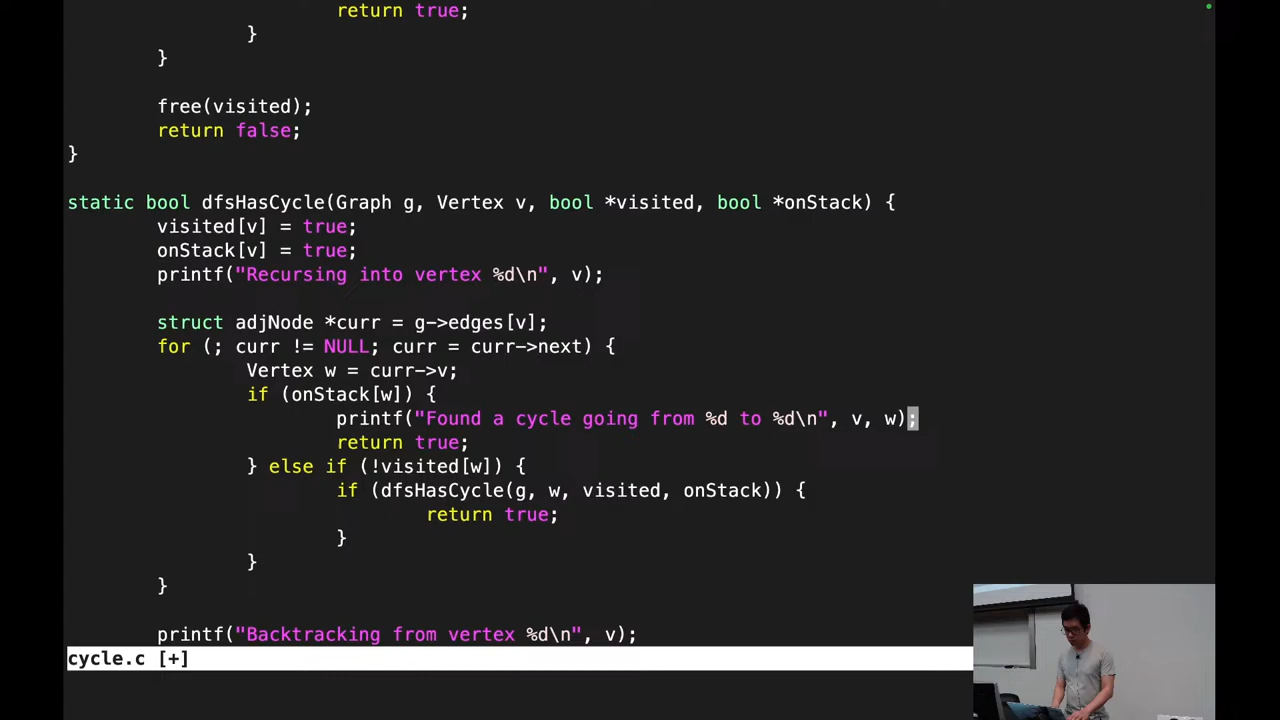 return true;
}
}
free(visited);
return false;
}
static bool dfsHasCycle(Graph g, Vertex v, bool *visited, bool *onStack) {
visited[v] = true;
onStack[v] = true;
printf("Recursing into vertex %d\n", v);
struct adjNode *curr = g->edges[v];
for (; curr != NULL; curr = curr->next) {
Vertex w = curr->v;
if (onStack[w]) {
printf("Found a cycle going from %d to %d\n", v, w);
return true;
} else if (!visited[w]) {
if (dfsHasCycle(g, w, visited, onStack)) {
return true;
}
}
}
printf("Backtracking from vertex %d\n", v);
cycle.c [+]